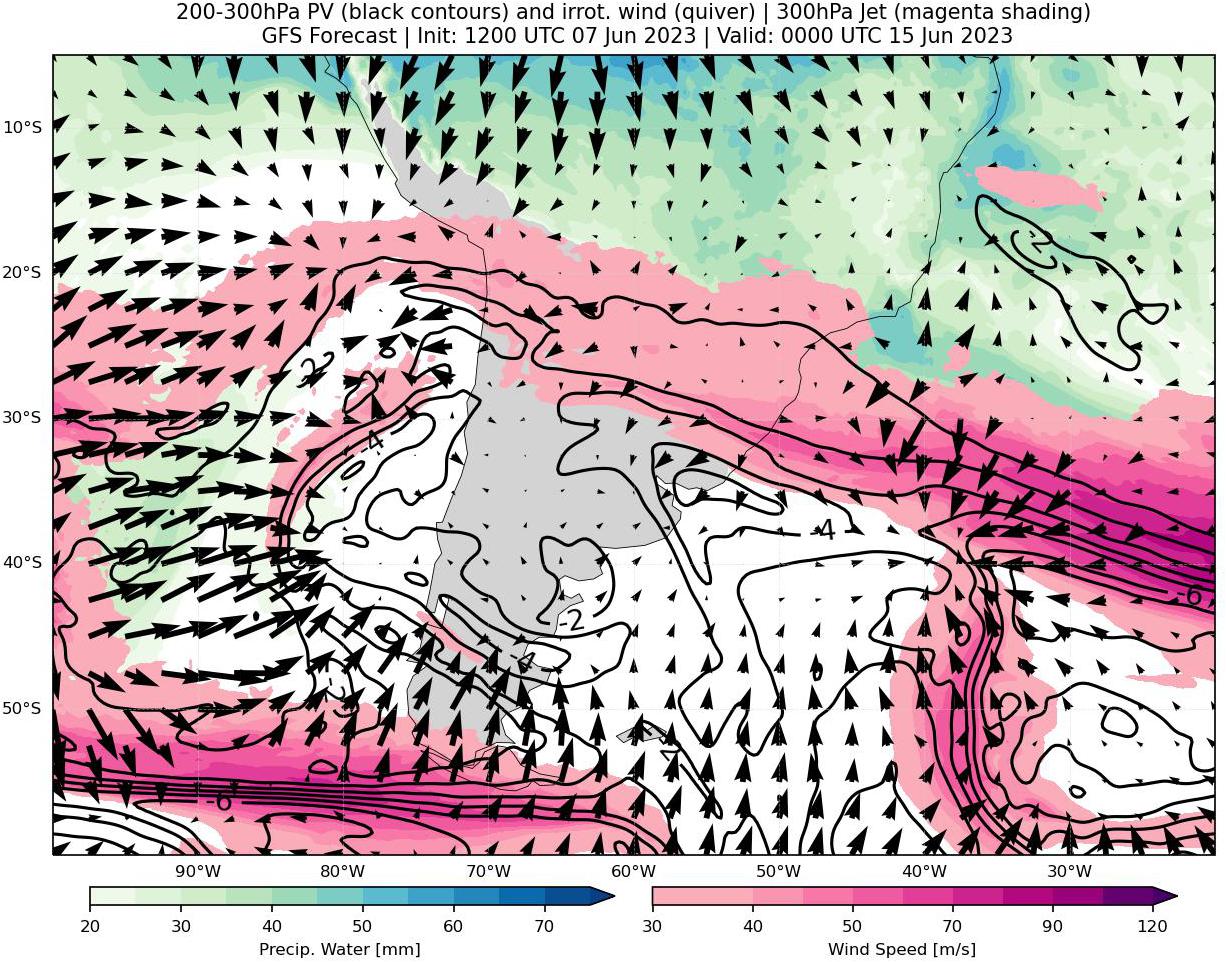 200-300hPa PV (black contours) and irrot. wind (quiver) | 300hPa Jet (magenta shading)
GFS Forecast | Init: 1200 UTC 07 Jun 2023 | Valid: 0000 UTC 15 Jun 2023
10°S
20°S
30°S
40°S
50°S
-2
-2
-4
-4
-2
-4
-6
-2
-6
90°W 80°W 70°W 60°W 50°W 40°W 30°W
20 30 40 50 60 70
Precip. Water [mm]
30 40 50 70 90 120
Wind Speed [m/s]